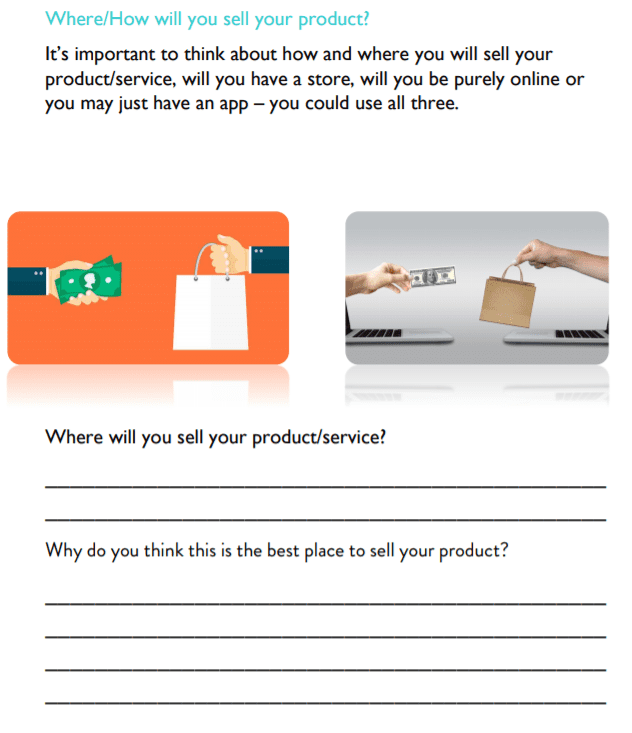 Where/How will you sell your product?
It's important to think about how and where you will sell your
product/service, will you have a store, will you be purely online or
you may just have an app – you could use all three.
Where will you sell your product/service?
Why do you think this is the best place to sell your product?